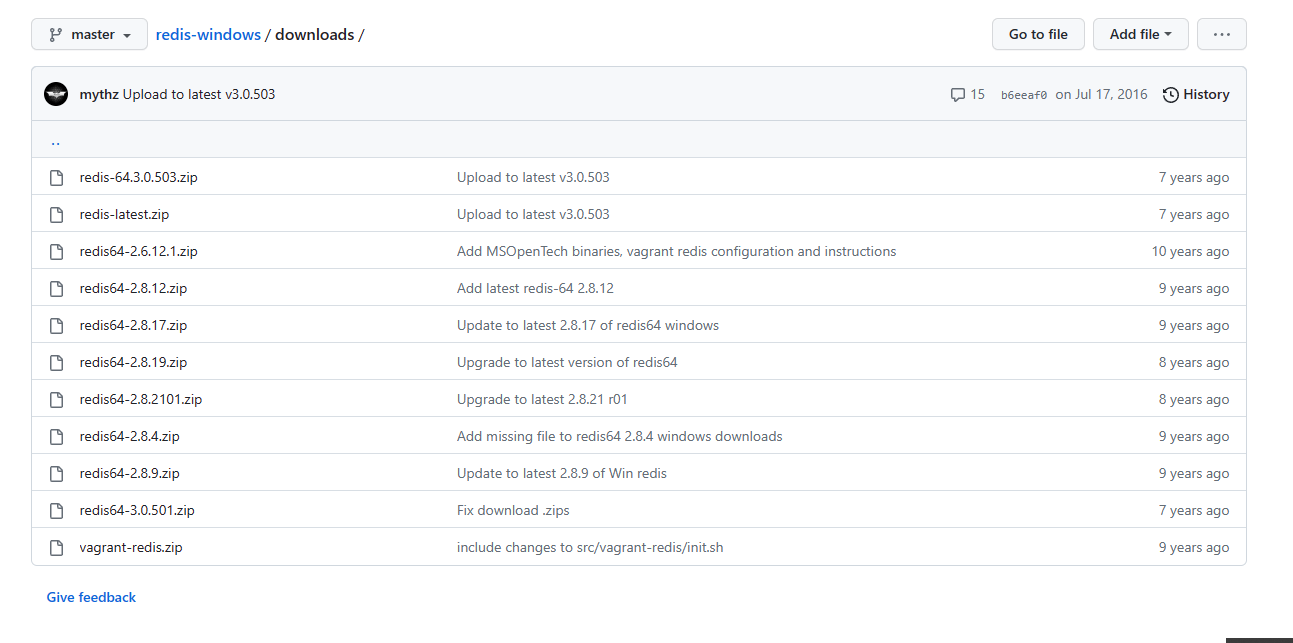 master redis-windows / downloads / Go to file Add file ...
mythz Upload to latest v3.0.503 15 b6eeaf0 on Jul 17, 2016 History
..
redis-64.3.0.503.zip Upload to latest v3.0.503 7 years ago
redis-latest.zip Upload to latest v3.0.503 7 years ago
redis64-2.6.12.1.zip Add MSOpenTech binaries, vagrant redis configuration and instructions 10 years ago
redis64-2.8.12.zip Add latest redis-64 2.8.12 9 years ago
redis64-2.8.17.zip Update to latest 2.8.17 of redis64 windows 9 years ago
redis64-2.8.19.zip Upgrade to latest version of redis64 8 years ago
redis64-2.8.2101.zip Upgrade to latest 2.8.21 r01 8 years ago
redis64-2.8.4.zip Add missing file to redis64 2.8.4 windows downloads 9 years ago
redis64-2.8.9.zip Update to latest 2.8.9 of Win redis 9 years ago
redis64-3.0.501.zip Fix download .zips 7 years ago
vagrant-redis.zip include changes to src/vagrant-redis/init.sh 9 years ago
Give feedback